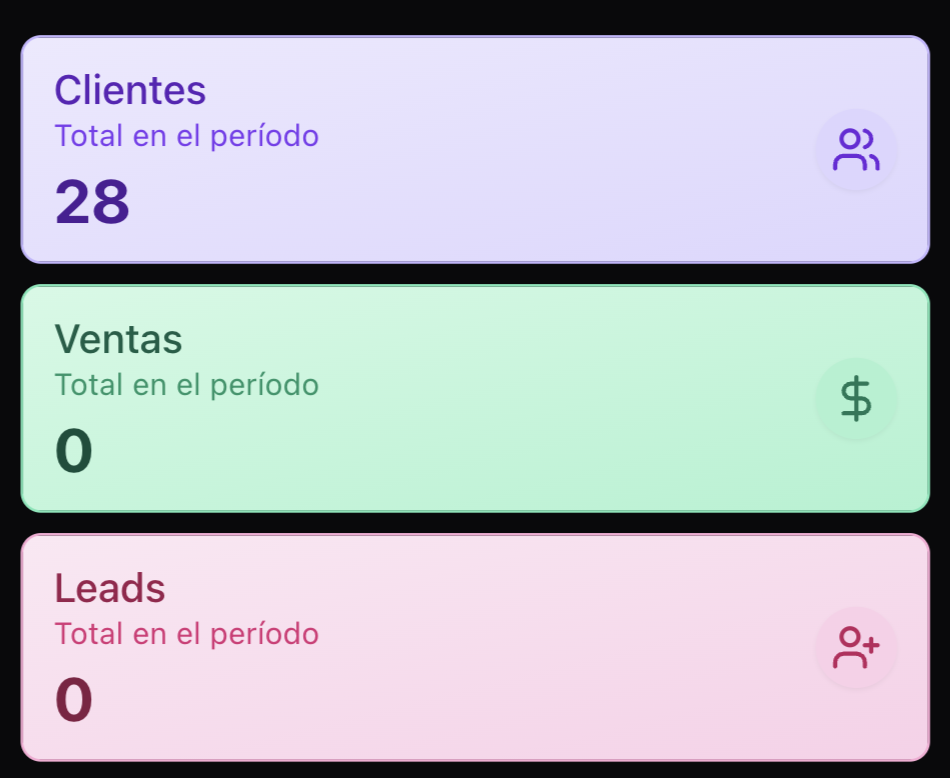 Clientes
Total en el período
28
Ventas
Total en el período
$
0
Leads
Total en el período
0